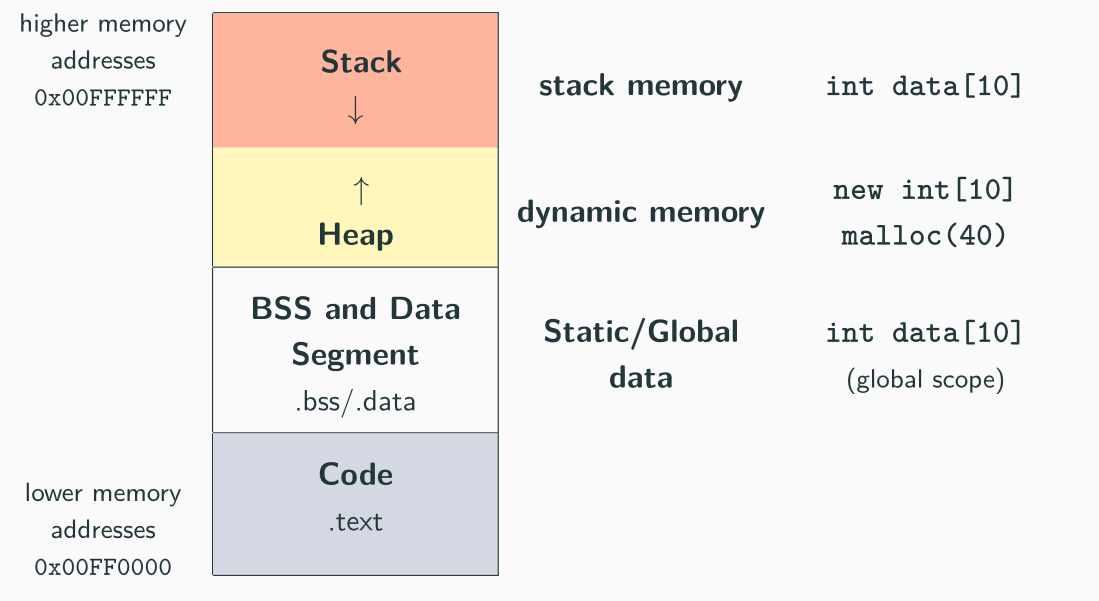 higher memory
addresses
0x00FFFFFF
Stack
↓
stack memory
int data[10]
↑
Heap
dynamic memory
new int[10]
malloc(40)
BSS and Data
Segment
.bss/.data
Static/Global
data
int data[10]
(global scope)
Code
.text
lower memory
addresses
0x00FF0000